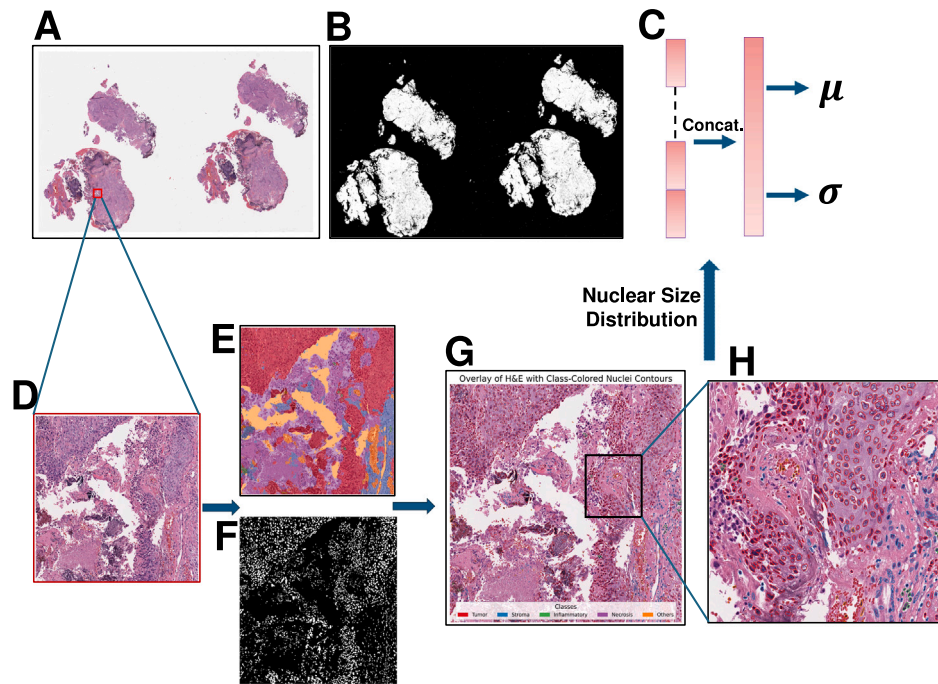 A
B
C
Concat.
μ
σ
Nuclear Size
Distribution
D
E
F
G
H
Overlay of H&E with Class-Colored Nuclei Contours
Classes
Tumor Stroma Inflammatory Necrosis Others